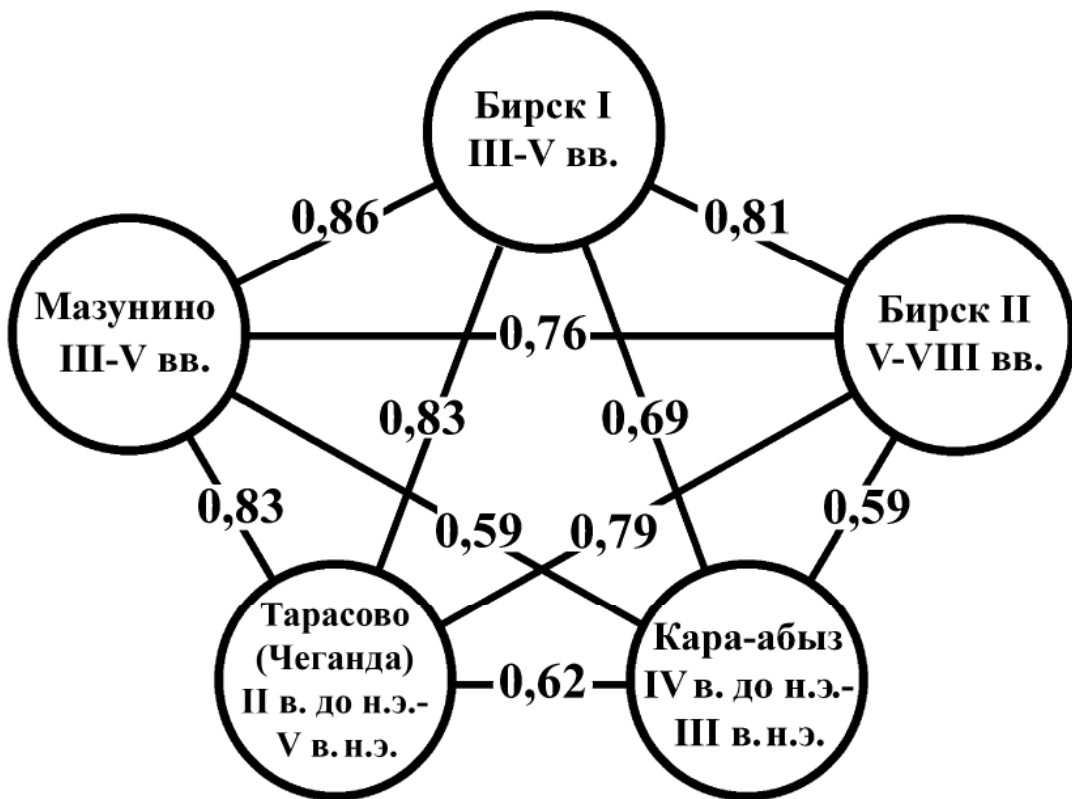 Бирск I
III-V вв.
0,86
0,81
Мазунино
III-V вв.
0,76
Бирск II
V-VIII вв.
0,83
0,69
0,83
0,59
0,79
0,59
Тарасово
(Чеганда)
II в. до н.э.-
V в. н.э.
0,62
Кара-абыз
IV в. до н.э.-
III в. н.э.